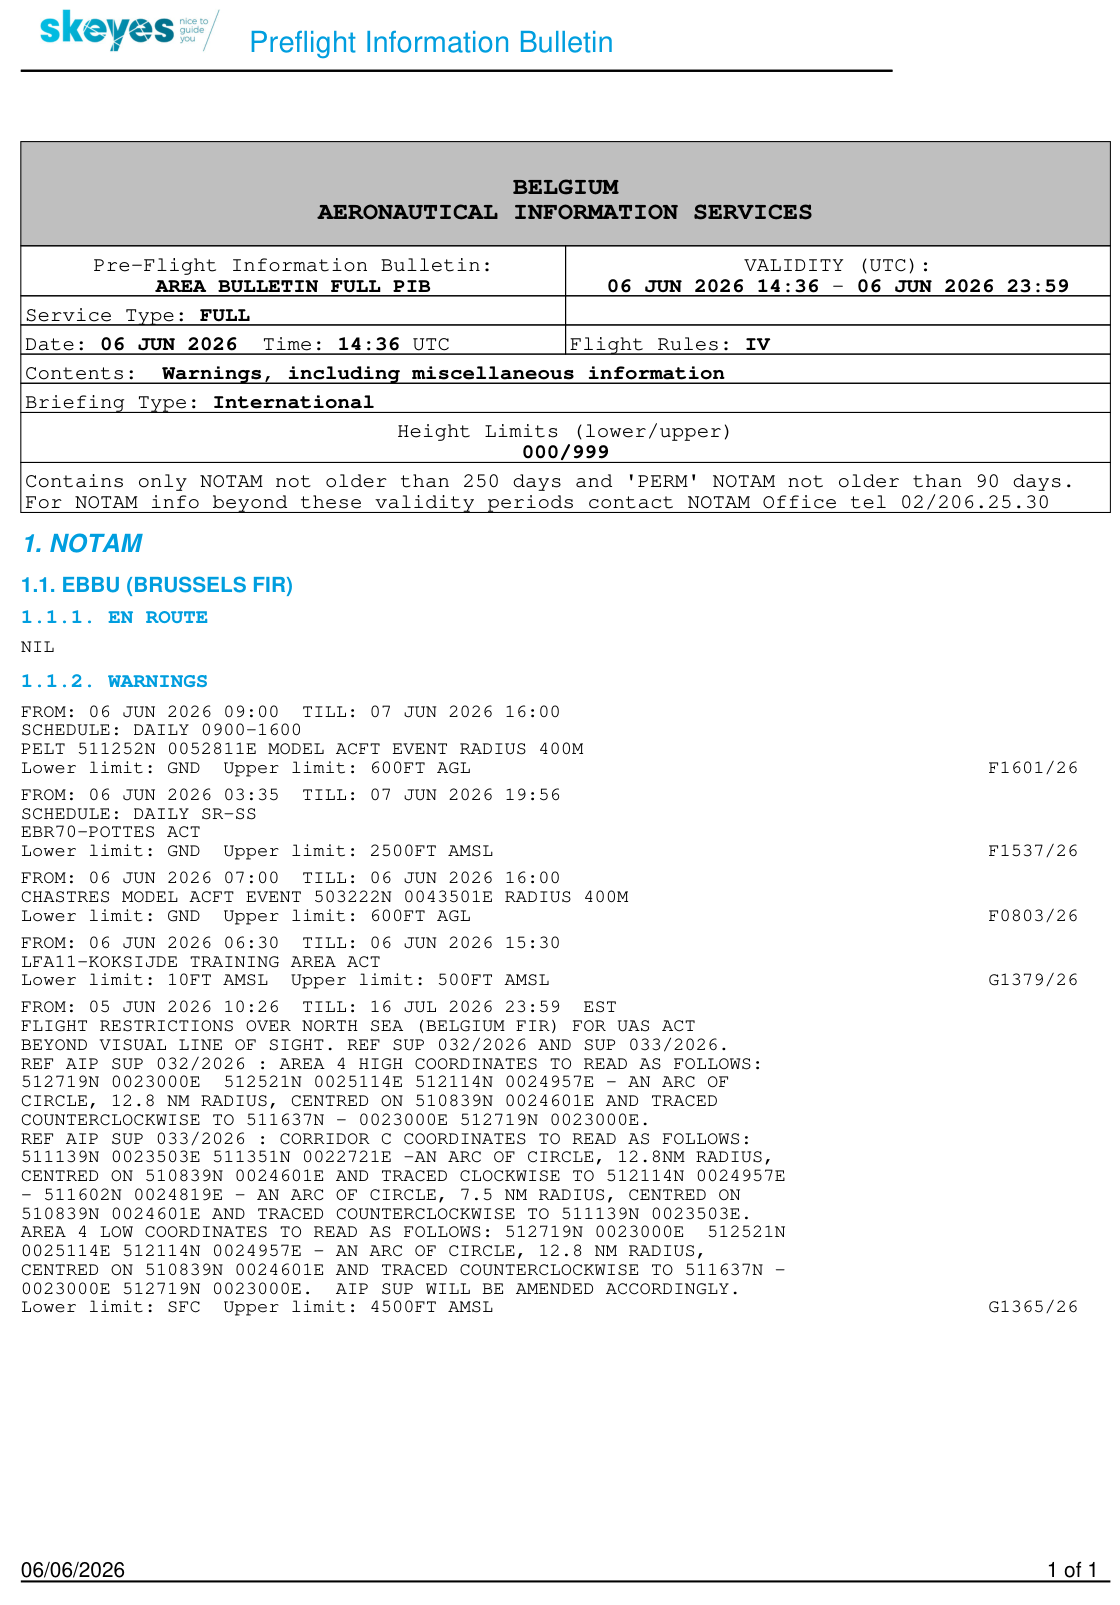 skeyes nice to guide you
Preflight Information Bulletin
BELGIUM
AERONAUTICAL INFORMATION SERVICES
Pre-Flight Information Bulletin:
AREA BULLETIN FULL PIB
VALIDITY (UTC):
06 JUN 2026 14:36 - 06 JUN 2026 23:59
Service Type: FULL
Date: 06 JUN 2026 Time: 14:36 UTC
Flight Rules: IV
Contents: Warnings, including miscellaneous information
Briefing Type: International
Height Limits (lower/upper)
000/999
Contains only NOTAM not older than 250 days and 'PERM' NOTAM not older than 90 days.
For NOTAM info beyond these validity periods contact NOTAM Office tel 02/206.25.30
1. NOTAM
1.1. EBBU (BRUSSELS FIR)
1.1.1. EN ROUTE
NIL
1.1.2. WARNINGS
FROM: 06 JUN 2026 09:00 TILL: 07 JUN 2026 16:00
SCHEDULE: DAILY 0900-1600
PELT 511252N 0052811E MODEL ACFT EVENT RADIUS 400M
Lower limit: GND Upper limit: 600FT AGL F1601/26
FROM: 06 JUN 2026 03:35 TILL: 07 JUN 2026 19:56
SCHEDULE: DAILY SR-SS
EBR70-POTTES ACT
Lower limit: GND Upper limit: 2500FT AMSL F1537/26
FROM: 06 JUN 2026 07:00 TILL: 06 JUN 2026 16:00
CHASTRES MODEL ACFT EVENT 503222N 0043501E RADIUS 400M
Lower limit: GND Upper limit: 600FT AGL F0803/26
FROM: 06 JUN 2026 06:30 TILL: 06 JUN 2026 15:30
LFA11-KOKSIJDE TRAINING AREA ACT
Lower limit: 10FT AMSL Upper limit: 500FT AMSL G1379/26
FROM: 05 JUN 2026 10:26 TILL: 16 JUL 2026 23:59 EST
FLIGHT RESTRICTIONS OVER NORTH SEA (BELGIUM FIR) FOR UAS ACT
BEYOND VISUAL LINE OF SIGHT. REF SUP 032/2026 AND SUP 033/2026.
REF AIP SUP 032/2026 : AREA 4 HIGH COORDINATES TO READ AS FOLLOWS:
512719N 0023000E 512521N 0025114E 512114N 0024957E - AN ARC OF
CIRCLE, 12.8 NM RADIUS, CENTRED ON 510839N 0024601E AND TRACED
COUNTERCLOCKWISE TO 511637N - 0023000E 512719N 0023000E.
REF AIP SUP 033/2026 : CORRIDOR C COORDINATES TO READ AS FOLLOWS:
511139N 0023503E 511351N 0022721E -AN ARC OF CIRCLE, 12.8NM RADIUS,
CENTRED ON 510839N 0024601E AND TRACED CLOCKWISE TO 512114N 0024957E
- 511602N 0024819E - AN ARC OF CIRCLE, 7.5 NM RADIUS, CENTRED ON
510839N 0024601E AND TRACED COUNTERCLOCKWISE TO 511139N 0023503E.
AREA 4 LOW COORDINATES TO READ AS FOLLOWS: 512719N 0023000E 512521N
0025114E 512114N 0024957E - AN ARC OF CIRCLE, 12.8 NM RADIUS,
CENTRED ON 510839N 0024601E AND TRACED COUNTERCLOCKWISE TO 511637N -
0023000E 512719N 0023000E. AIP SUP WILL BE AMENDED ACCORDINGLY.
Lower limit: SFC Upper limit: 4500FT AMSL G1365/26
06/06/2026 1 of 1